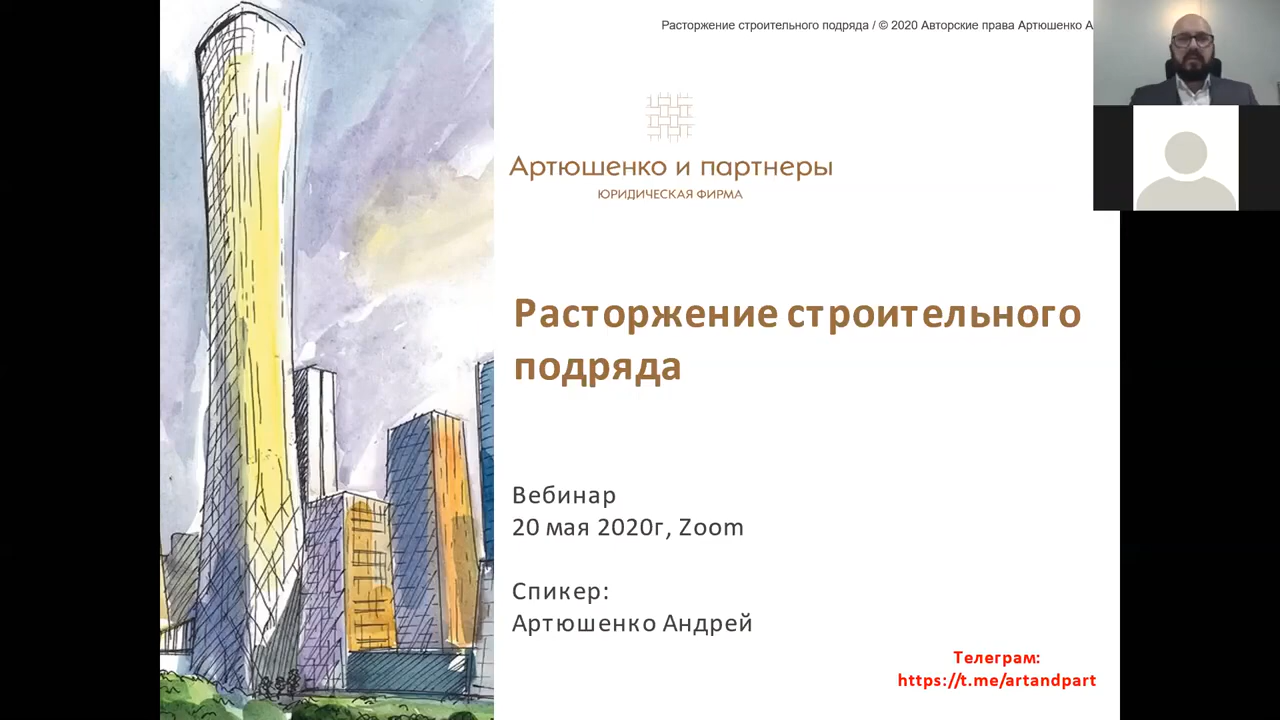 Расторжение строительного подряда / © 2020 Авторские права Артюшенко А
Артюшенко и партнеры
ЮРИДИЧЕСКАЯ ФИРМА
Расторжение строительного
подряда
Вебинар
20 мая 2020г, Zoom
Спикер:
Артюшенко Андрей
Телеграм:
https://t.me/artandpart